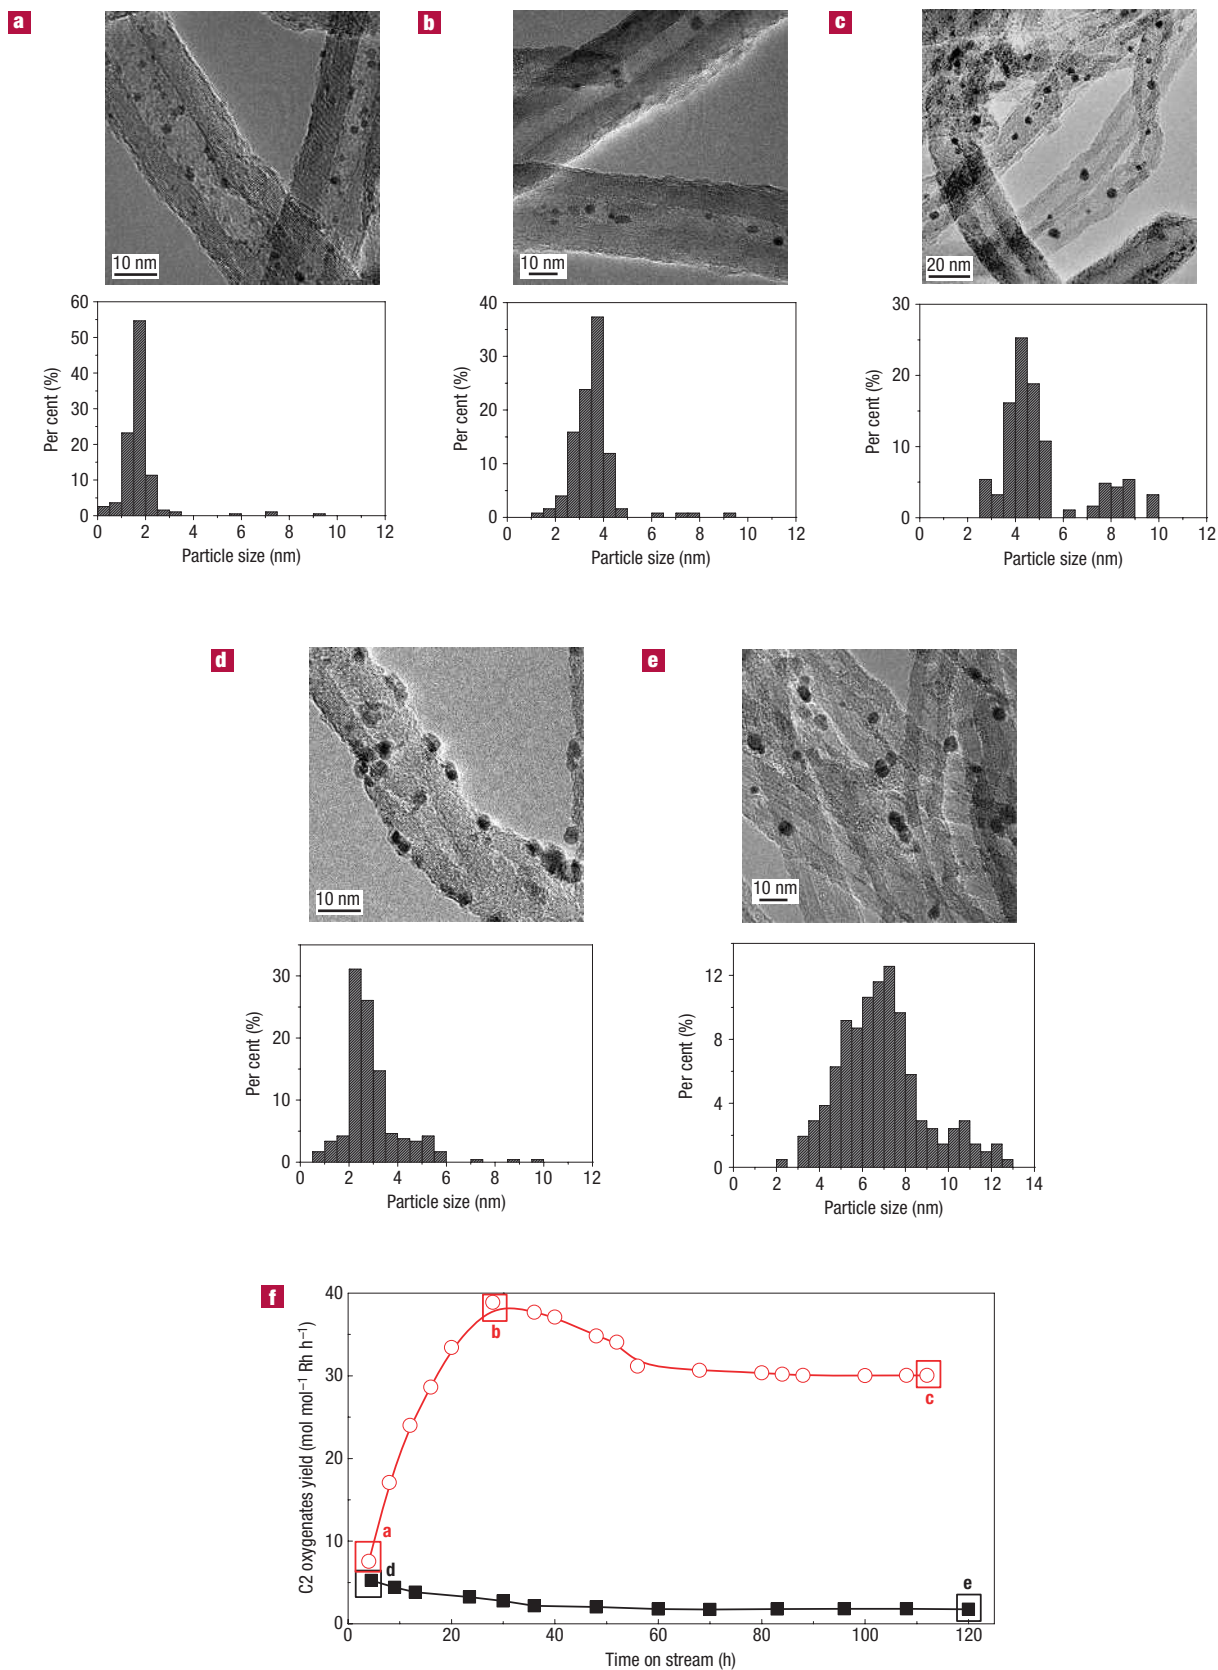 a
b
c
10 nm
10 nm
20 nm
60
50
40
30
20
10
0
Per cent (%)
0 2 4 6 8 10 12
Particle size (nm)
40
30
20
10
0
Per cent (%)
0 2 4 6 8 10 12
Particle size (nm)
30
20
10
0
Per cent (%)
0 2 4 6 8 10 12
Particle size (nm)
d
e
10 nm
10 nm
30
20
10
0
Per cent (%)
0 2 4 6 8 10 12
Particle size (nm)
12
8
4
0
Per cent (%)
0 2 4 6 8 10 12 14
Particle size (nm)
f
40
30
20
10
0
C2 oxygenates yield (mol mol⁻¹ Rh h⁻¹)
b
c
a
d
e
0 20 40 60 80 100 120
Time on stream (h)